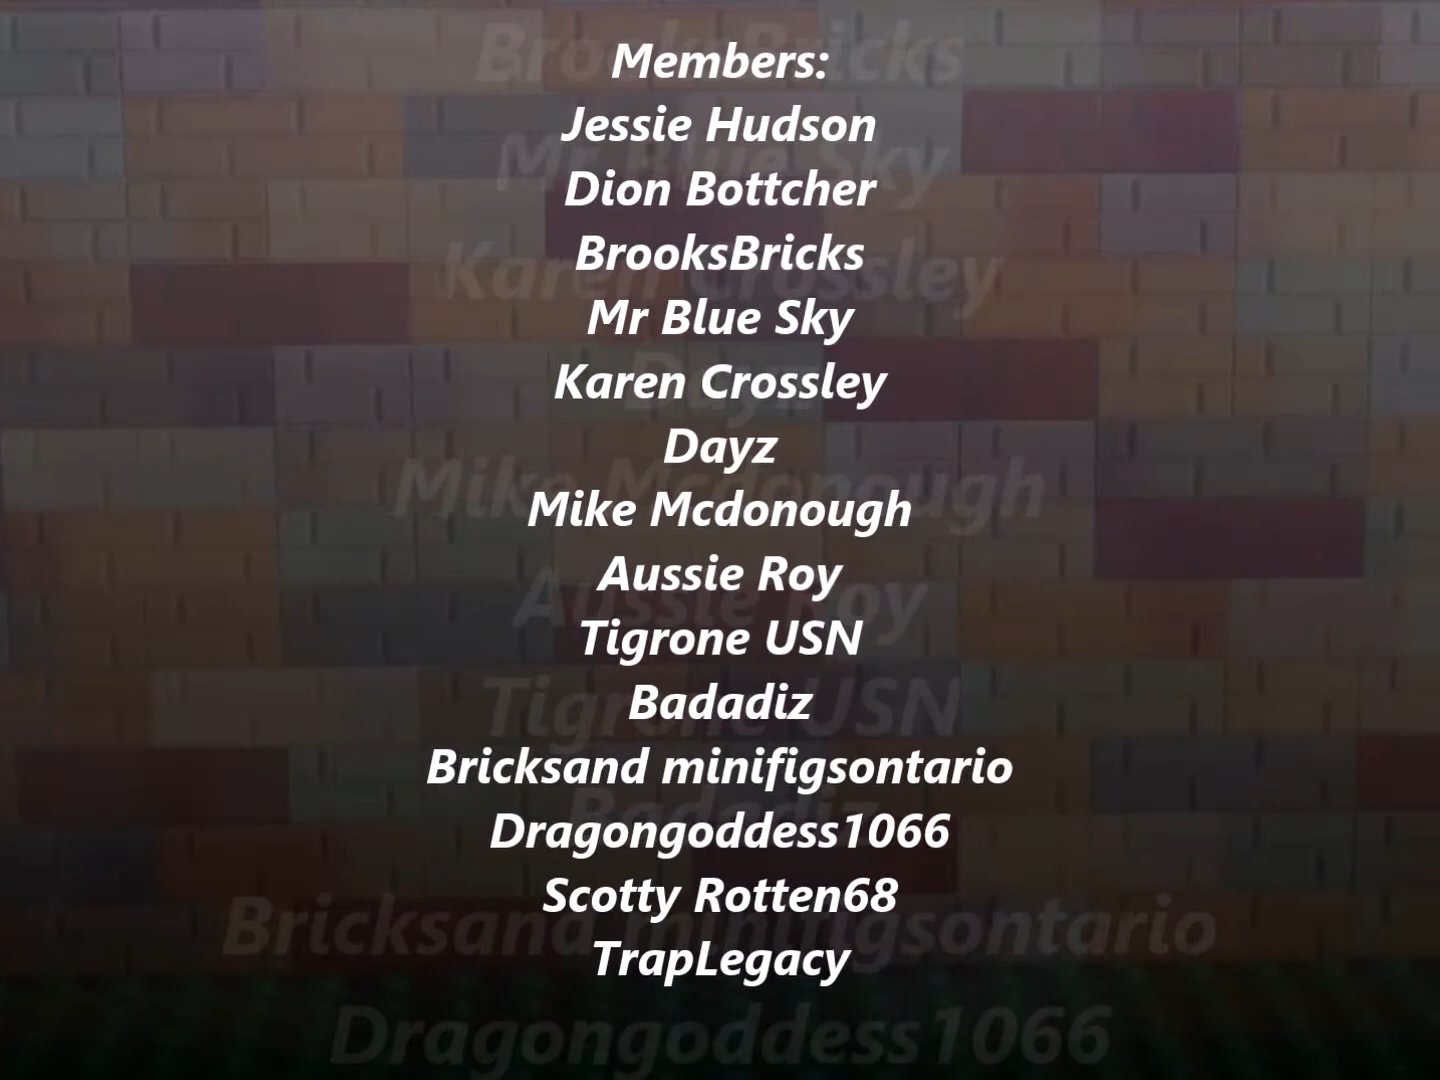 Members:
Jessie Hudson
Dion Bottcher
BrooksBricks
Mr Blue Sky
Karen Crossley
Dayz
Mike Mcdonough
Aussie Roy
Tigrone USN
Badadiz
Bricksand minifigsontario
Dragongoddess1066
Scotty Rotten68
TrapLegacy